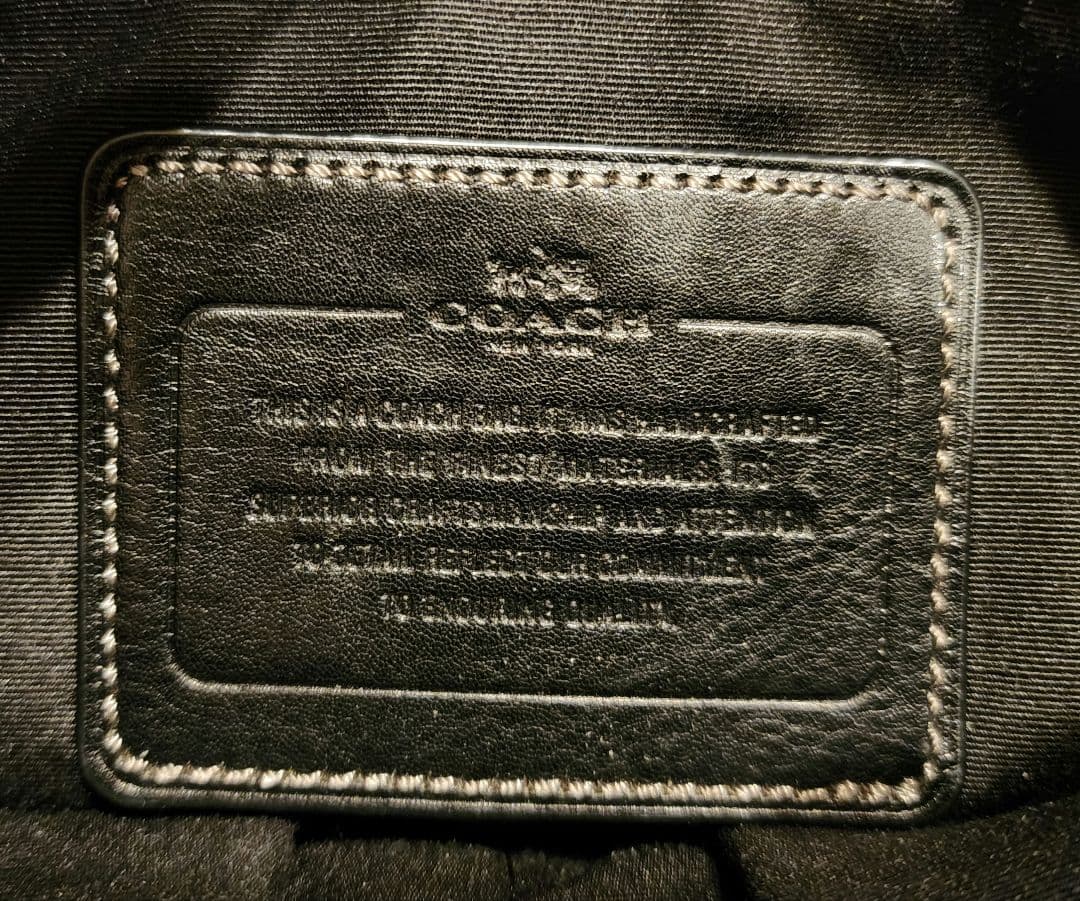 COACH
NEW YORK
THIS IS A COACH BAG. IT WAS HANDCRAFTED
FROM THE FINEST MATERIALS. ITS
SUPERIOR CRAFTSMANSHIP AND ATTENTION
TO DETAIL REFLECT OUR COMMITMENT
TO ENDURING QUALITY.